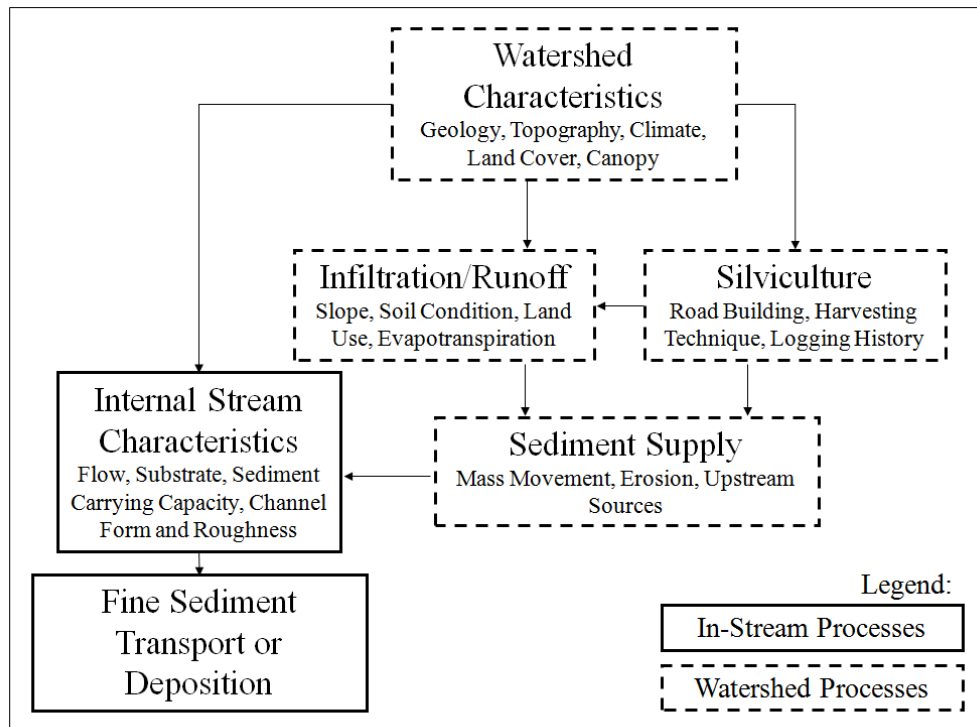 Watershed
Characteristics
Geology, Topography, Climate,
Land Cover, Canopy
Infiltration/Runoff
Slope, Soil Condition, Land
Use, Evapotranspiration
Silviculture
Road Building, Harvesting
Technique, Logging History
Internal Stream
Characteristics
Flow, Substrate, Sediment
Carrying Capacity, Channel
Form and Roughness
Sediment Supply
Mass Movement, Erosion, Upstream
Sources
Fine Sediment
Transport or
Deposition
Legend:
In-Stream Processes
Watershed Processes